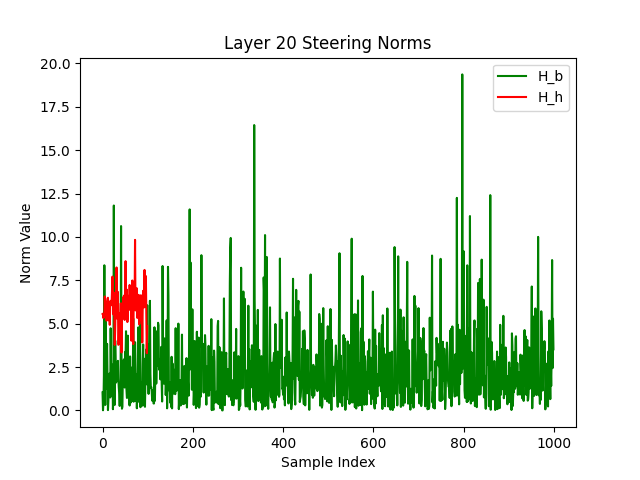 Layer 20 Steering Norms
H_b
H_h
20.0
17.5
15.0
12.5
10.0
7.5
5.0
2.5
0.0
Norm Value
0 200 400 600 800 1000
Sample Index